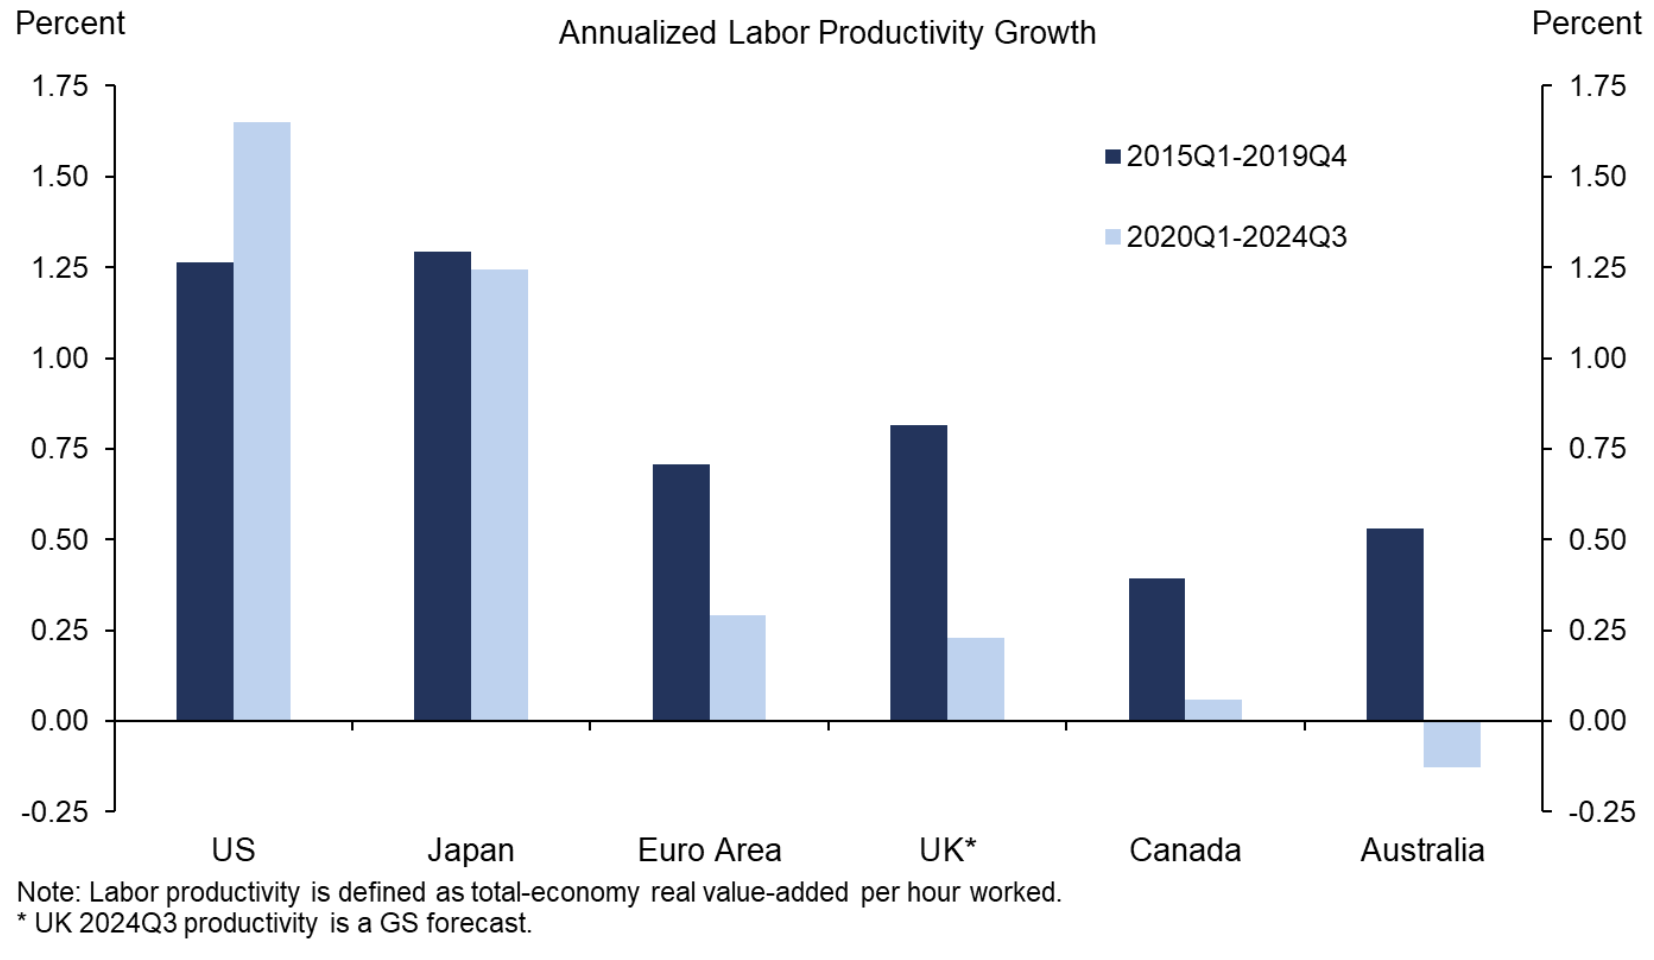 Percent
Annualized Labor Productivity Growth
Percent
1.75
1.75
2015Q1-2019Q4
1.50
1.50
2020Q1-2024Q3
1.25
1.25
1.00
1.00
0.75
0.75
0.50
0.50
0.25
0.25
0.00
0.00
-0.25
-0.25
US
Japan
Euro Area
UK*
Canada
Australia
Note: Labor productivity is defined as total-economy real value-added per hour worked.
* UK 2024Q3 productivity is a GS forecast.